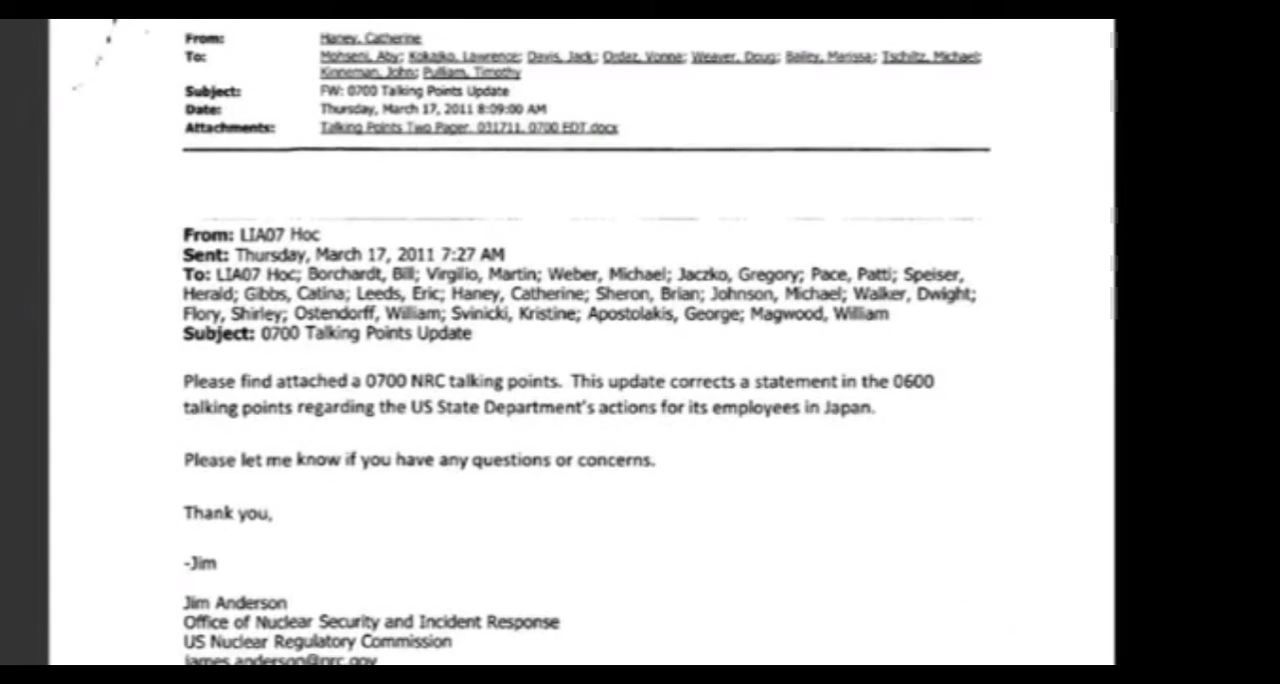 From: Haney, Catherine
To: Mohseni, Aby; Kokajko, Lawrence; Davis, Jack; Ordaz, Vonna; Weaver, Doug; Bailey, Marissa; Tschiltz, Michael;
Kinneman, John; Pulliam, Timothy
Subject: FW: 0700 Talking Points Update
Date: Thursday, March 17, 2011 8:09:00 AM
Attachments: Talking Points Two Pager, 031711, 0700 EDT.docx
From: LIA07 Hoc
Sent: Thursday, March 17, 2011 7:27 AM
To: LIA07 Hoc; Borchardt, Bill; Virgilio, Martin; Weber, Michael; Jaczko, Gregory; Pace, Patti; Speiser,
Herald; Gibbs, Catina; Leeds, Eric; Haney, Catherine; Sheron, Brian; Johnson, Michael; Walker, Dwight;
Flory, Shirley; Ostendorff, William; Svinicki, Kristine; Apostolakis, George; Magwood, William
Subject: 0700 Talking Points Update
Please find attached a 0700 NRC talking points. This update corrects a statement in the 0600
talking points regarding the US State Department's actions for its employees in Japan.
Please let me know if you have any questions or concerns.
Thank you,
-Jim
Jim Anderson
Office of Nuclear Security and Incident Response
US Nuclear Regulatory Commission
james.anderson@nrc.gov